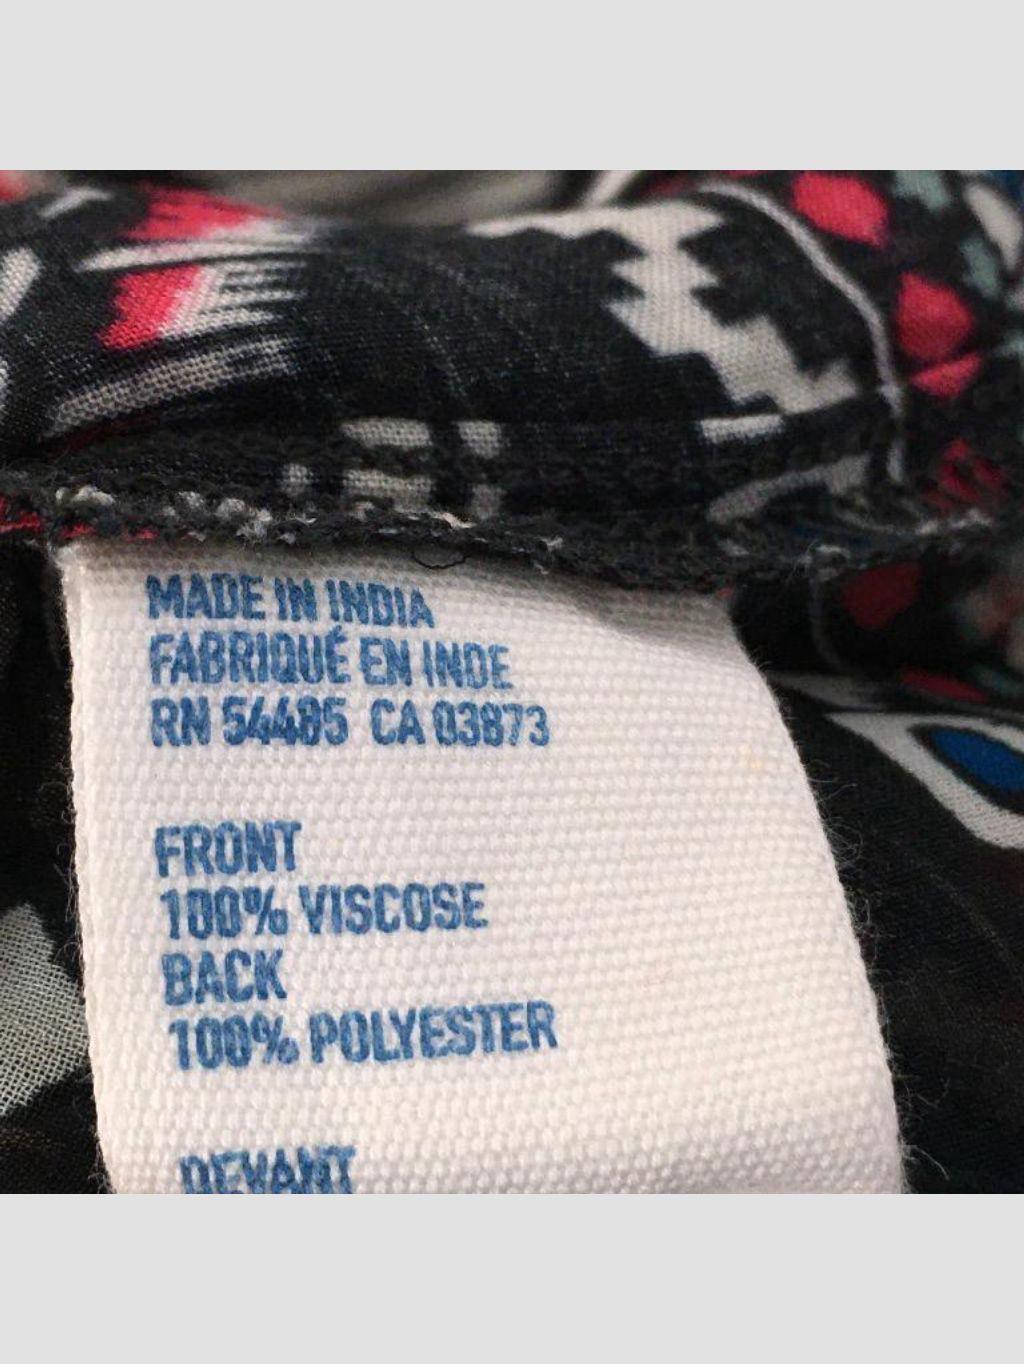 MADE IN INDIA
FABRIQUÉ EN INDE
RN 54485 CA 03873
FRONT
100% VISCOSE
BACK
100% POLYESTER
DEVANT